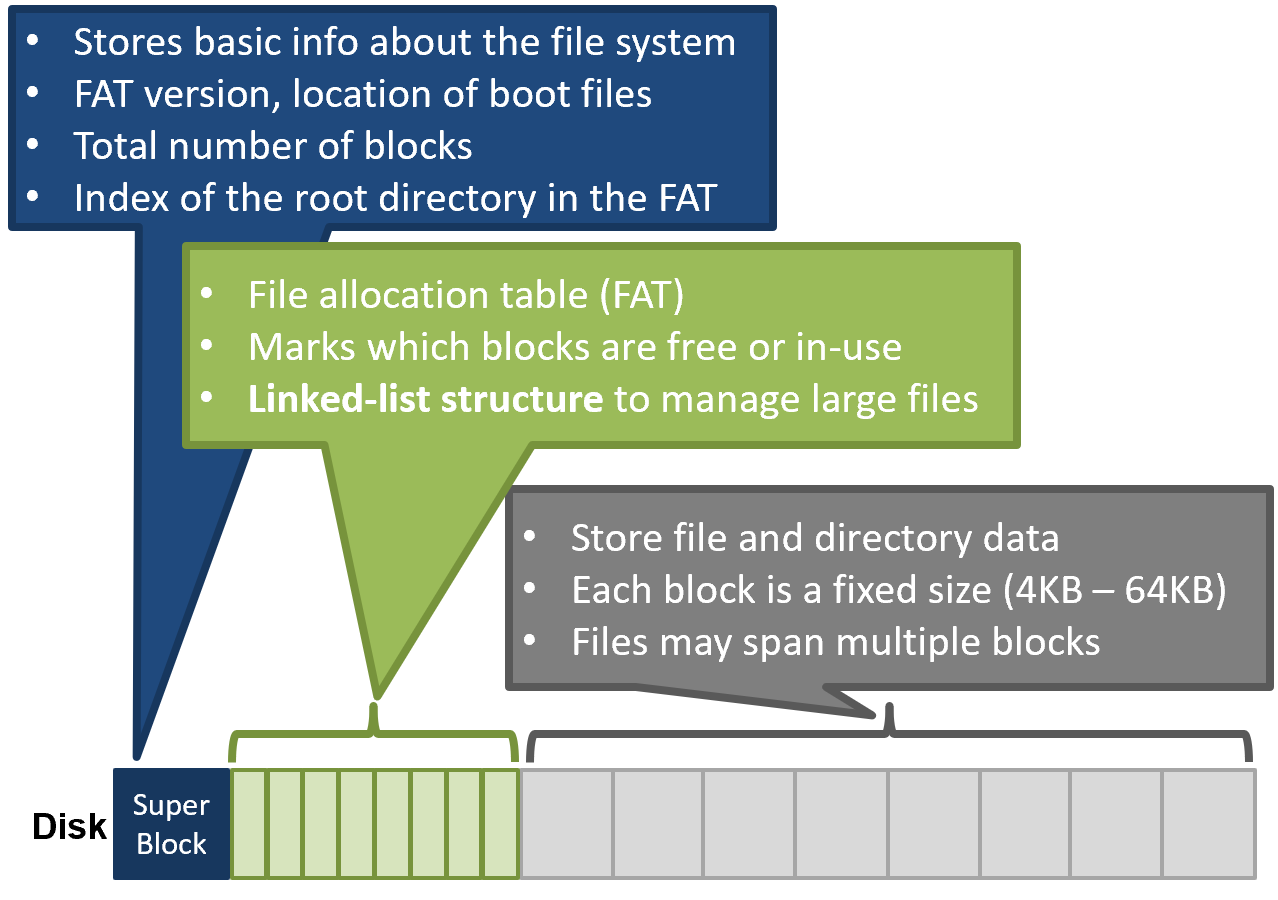 • Stores basic info about the file system
• FAT version, location of boot files
• Total number of blocks
• Index of the root directory in the FAT
• File allocation table (FAT)
• Marks which blocks are free or in-use
• Linked-list structure to manage large files
• Store file and directory data
• Each block is a fixed size (4KB – 64KB)
• Files may span multiple blocks
Disk
Super
Block